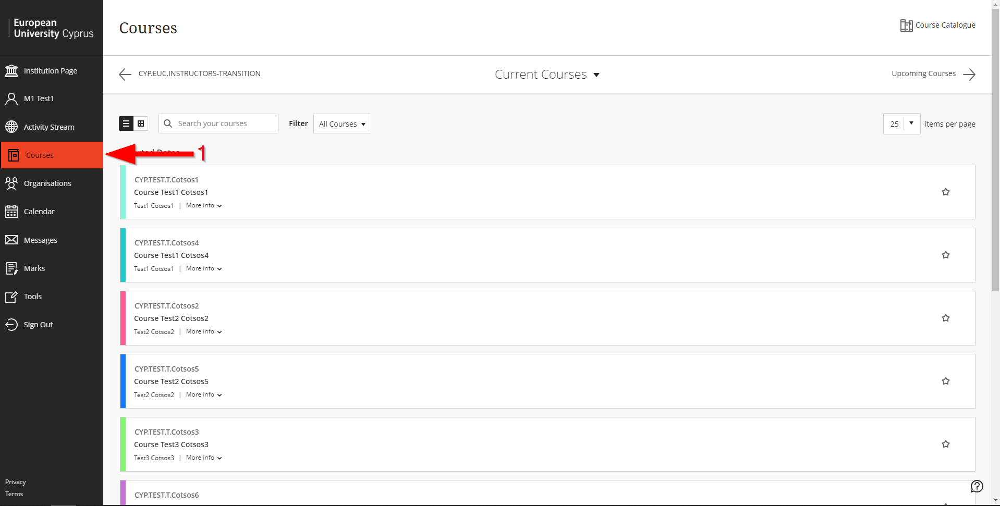 European
University Cyprus
Institution Page
M1 Test1
Activity Stream
Courses
Organisations
Calendar
Messages
Marks
Tools
Sign Out
Privacy
Terms
Courses
Course Catalogue
CYP.EUC.INSTRUCTORS-TRANSITION
Current Courses
Upcoming Courses
Search your courses
Filter
All Courses
25
items per page
1
CYP.TEST.T.Cotsos1
Course Test1 Cotsos1
Test1 Cotsos1 | More info
CYP.TEST.T.Cotsos4
Course Test1 Cotsos4
Test1 Cotsos1 | More info
CYP.TEST.T.Cotsos2
Course Test2 Cotsos2
Test2 Cotsos2 | More info
CYP.TEST.T.Cotsos5
Course Test2 Cotsos5
Test2 Cotsos2 | More info
CYP.TEST.T.Cotsos3
Course Test3 Cotsos3
Test3 Cotsos3 | More info
CYP.TEST.T.Cotsos6